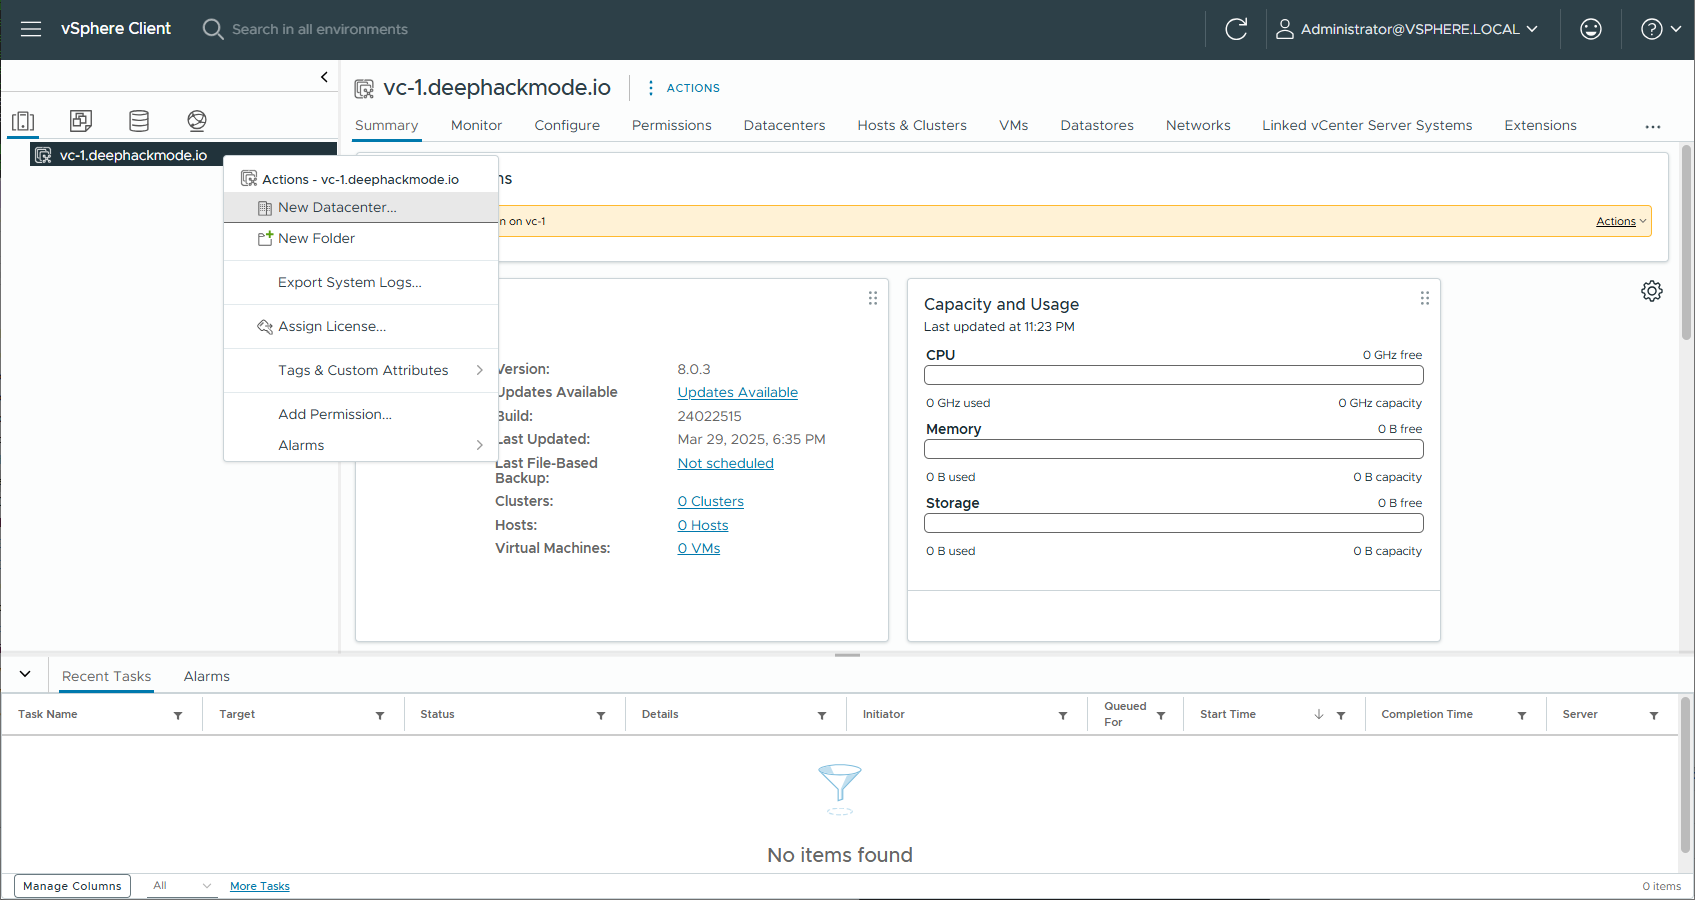 vSphere Client
Search in all environments
Administrator@VSPHERE.LOCAL
vc-1.deephackmode.io
ACTIONS
Summary
Monitor
Configure
Permissions
Datacenters
Hosts & Clusters
VMs
Datastores
Networks
Linked vCenter Server Systems
Extensions
vc-1.deephackmode.io
Actions - vc-1.deephackmode.io
New Datacenter...
New Folder
Export System Logs...
Assign License...
Tags & Custom Attributes
Add Permission...
Alarms
ns
n on vc-1
Actions
Version: 8.0.3
Updates Available Updates Available
Build: 24022515
Last Updated: Mar 29, 2025, 6:35 PM
Last File-Based Not scheduled
Backup:
Clusters: 0 Clusters
Hosts: 0 Hosts
Virtual Machines: 0 VMs
Capacity and Usage
Last updated at 11:23 PM
CPU 0 GHz free
0 GHz used 0 GHz capacity
Memory 0 B free
0 B used 0 B capacity
Storage 0 B free
0 B used 0 B capacity
Recent Tasks
Alarms
Task Name
Target
Status
Details
Initiator
Queued
For
Start Time
Completion Time
Server
No items found
Manage Columns
All
More Tasks
0 items